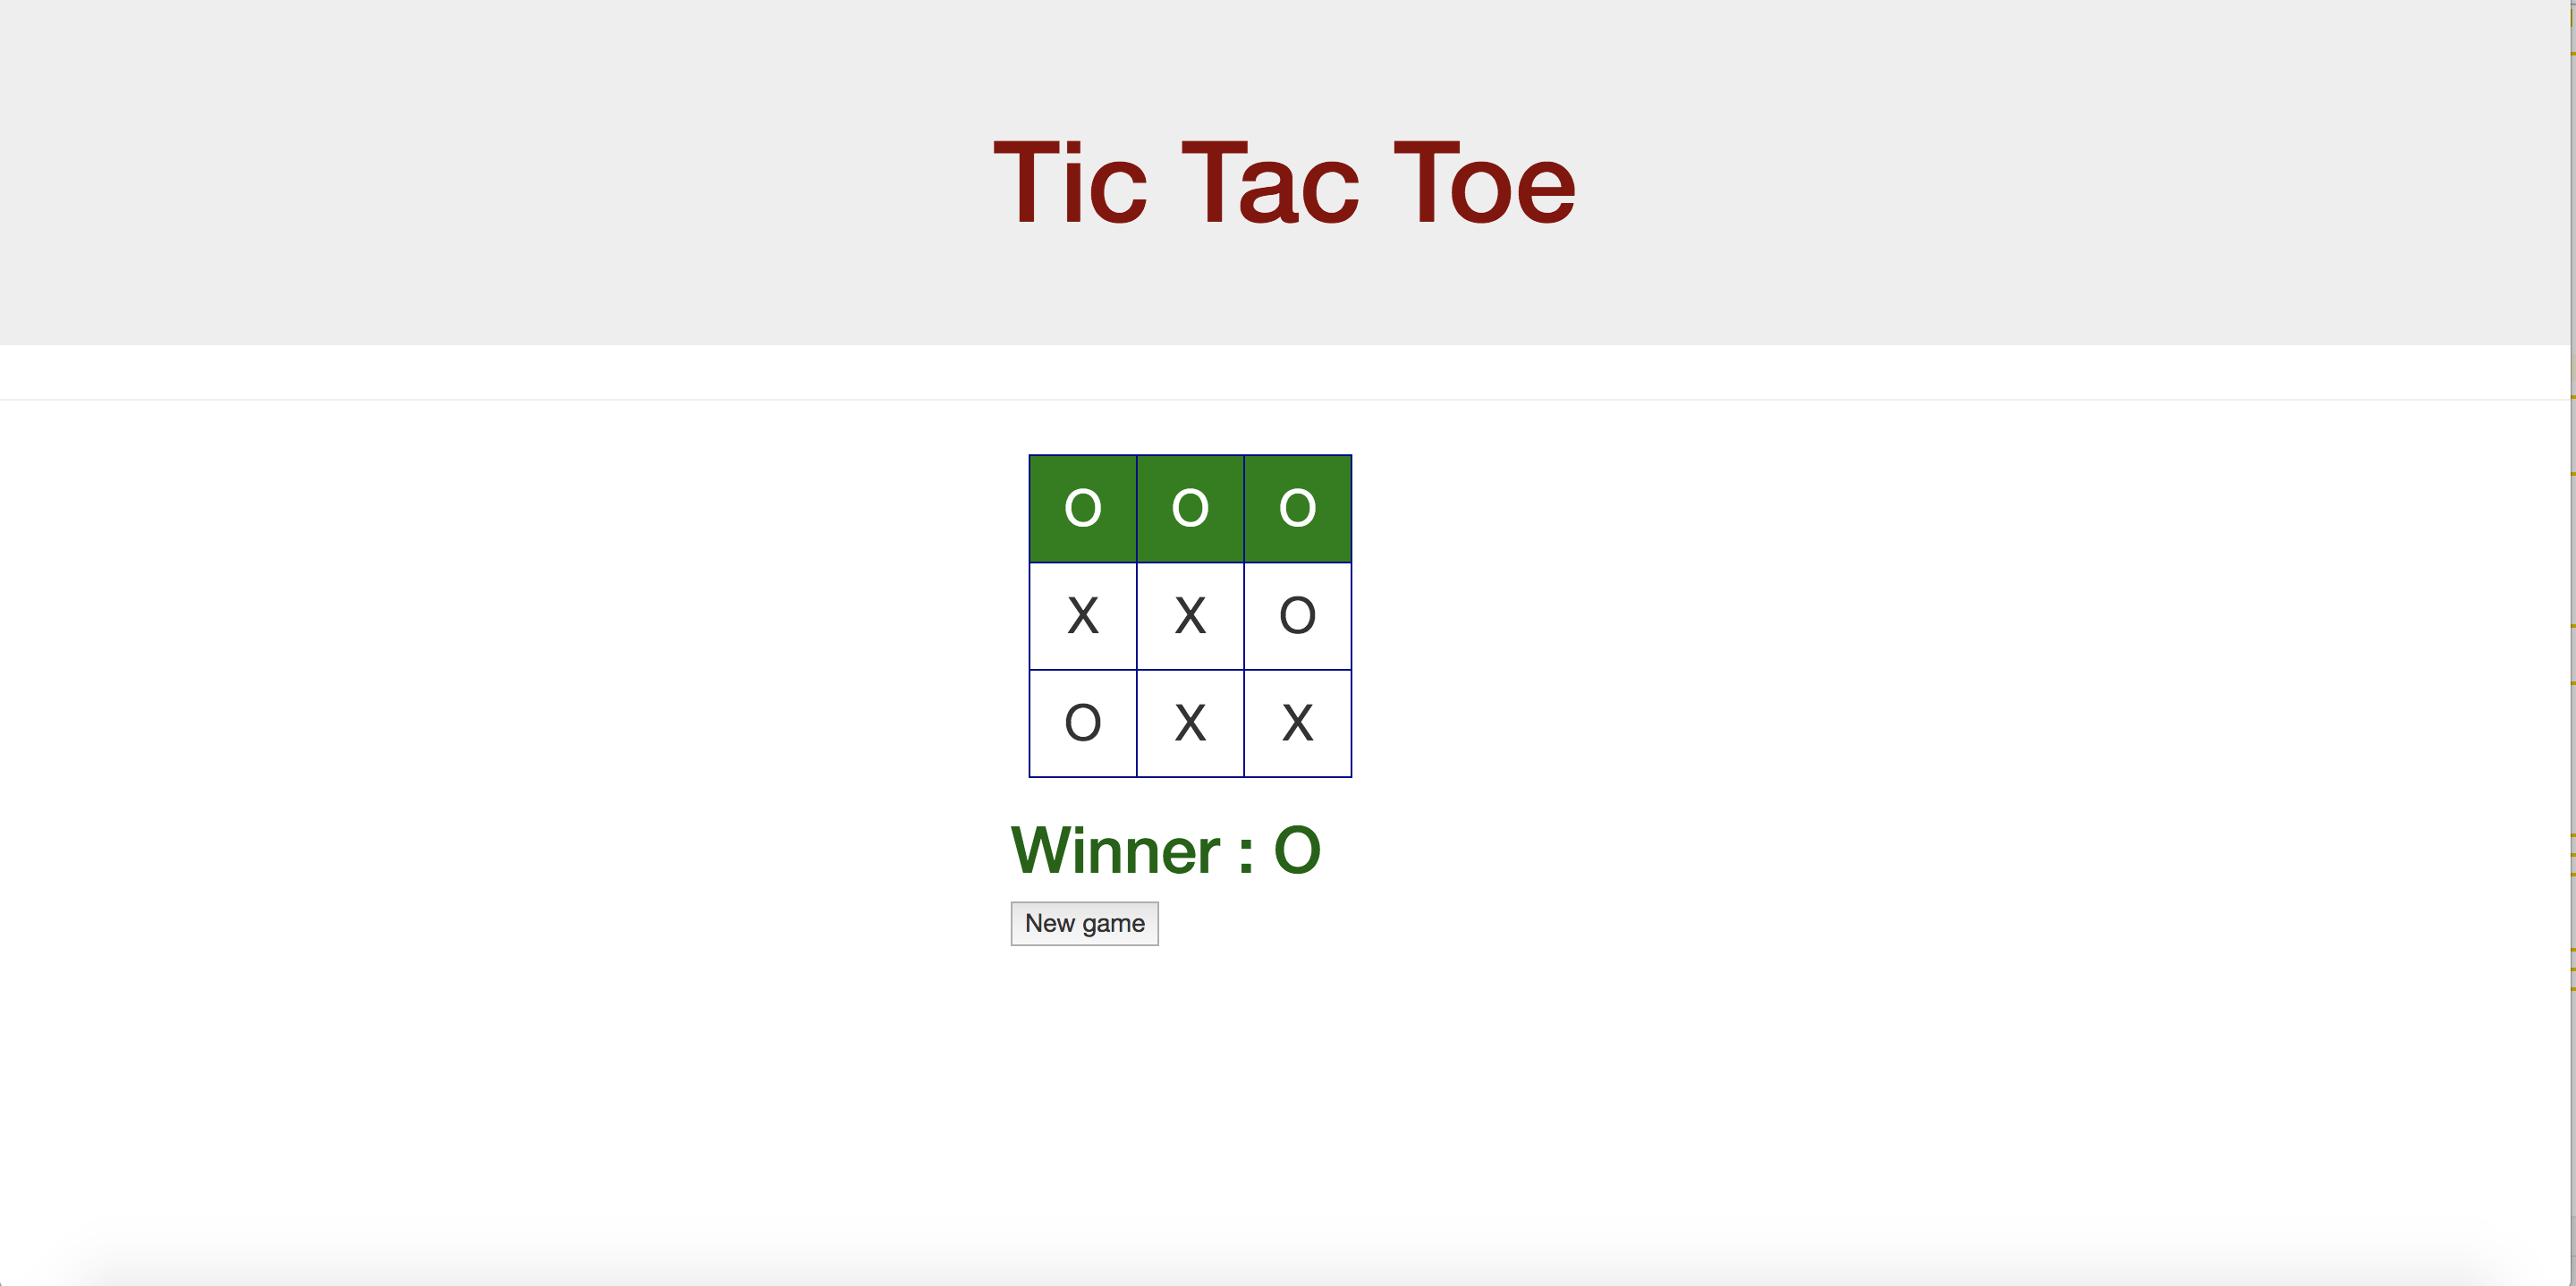 Tic Tac Toe
O O O
X X O
O X X
Winner : O
New game